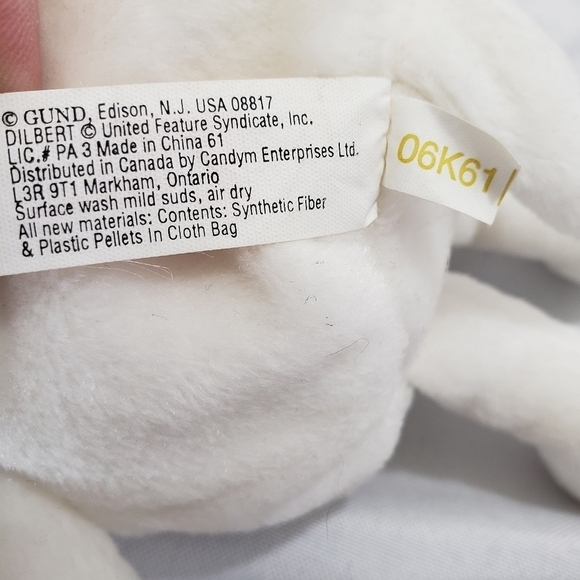 © GUND, Edison, N.J. USA 08817
DILBERT © United Feature Syndicate, Inc.
LIC.# PA 3 Made in China 61
Distributed in Canada by Candym Enterprises Ltd.
L3R 9T1 Markham, Ontario
Surface wash mild suds, air dry
All new materials: Contents: Synthetic Fiber
& Plastic Pellets In Cloth Bag
06K61